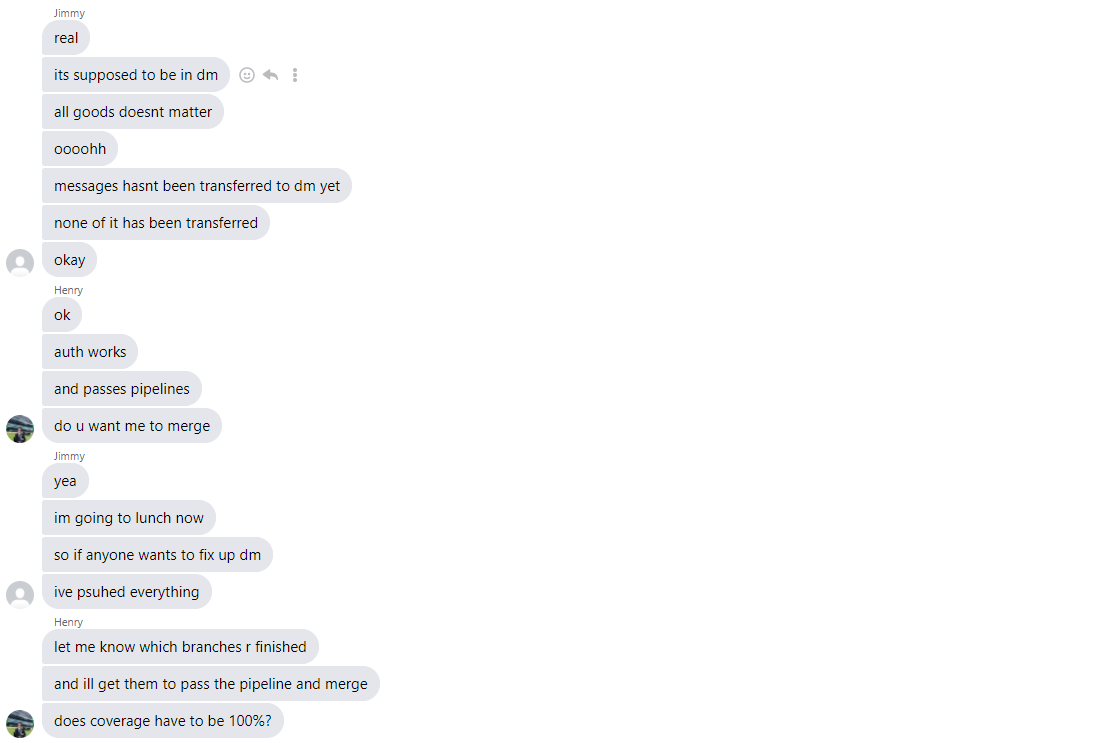 Jimmy
real
its supposed to be in dm
all goods doesnt matter
oooohh
messages hasnt been transferred to dm yet
none of it has been transferred
okay
Henry
ok
auth works
and passes pipelines
do u want me to merge
Jimmy
yea
im going to lunch now
so if anyone wants to fix up dm
ive psuhed everything
Henry
let me know which branches r finished
and ill get them to pass the pipeline and merge
does coverage have to be 100%?